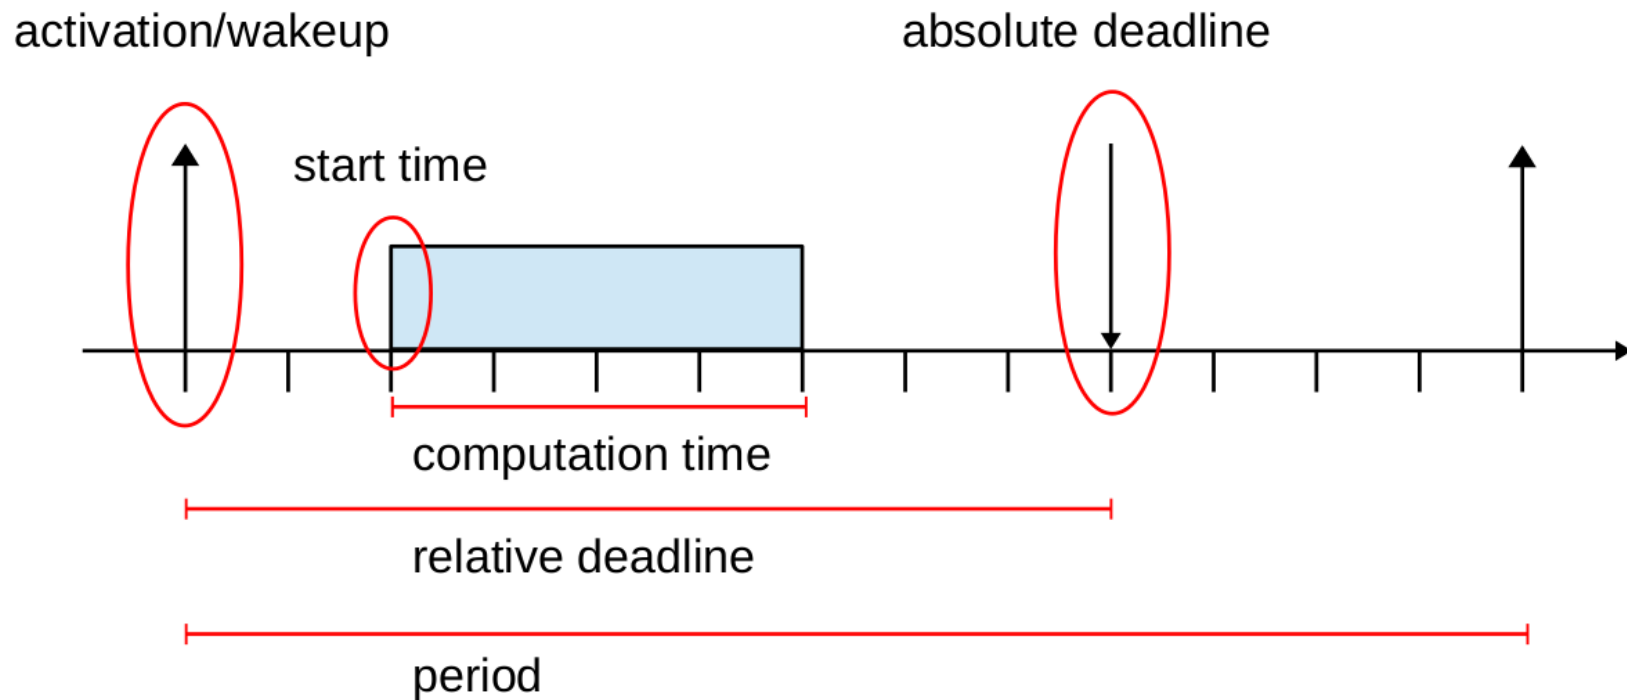 activation/wakeup
absolute deadline
start time
computation time
relative deadline
period